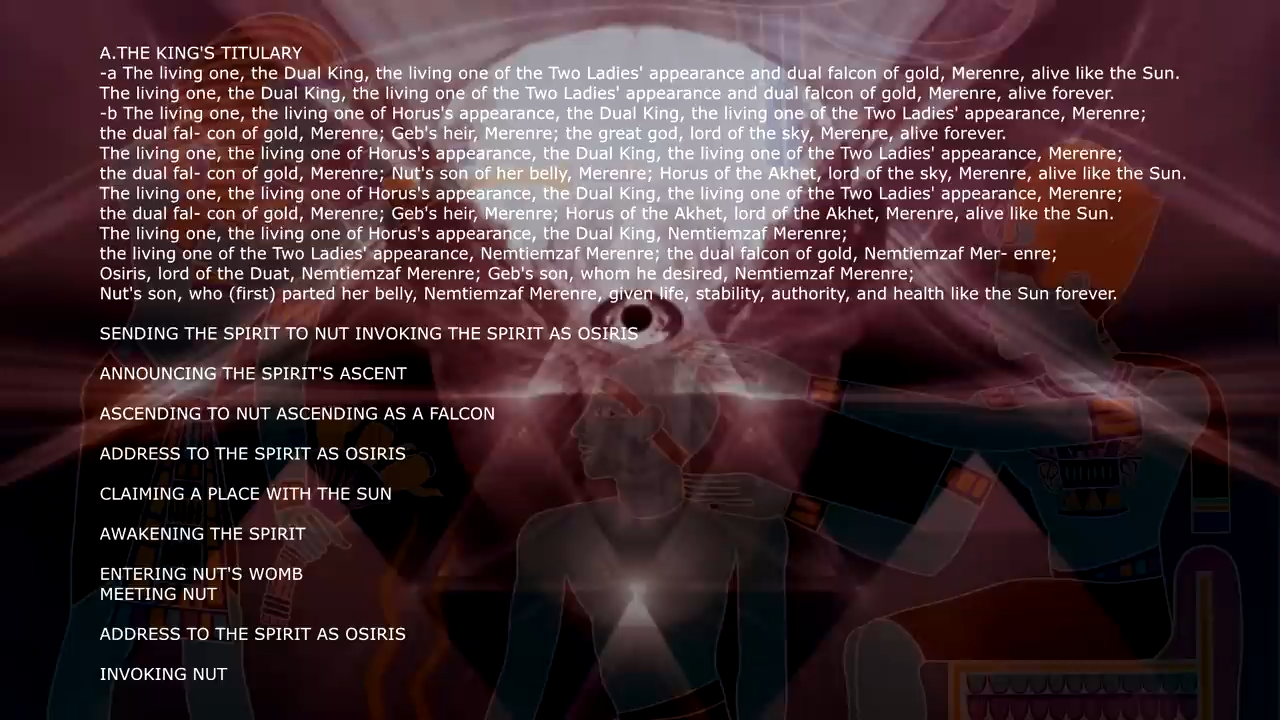 A.THE KING'S TITULARY
-a The living one, the Dual King, the living one of the Two Ladies' appearance and dual falcon of gold, Merenre, alive like the Sun.
The living one, the Dual King, the living one of the Two Ladies' appearance and dual falcon of gold, Merenre, alive forever.
-b The living one, the living one of Horus's appearance, the Dual King, the living one of the Two Ladies' appearance, Merenre;
the dual fal- con of gold, Merenre; Geb's heir, Merenre; the great god, lord of the sky, Merenre, alive forever.
The living one, the living one of Horus's appearance, the Dual King, the living one of the Two Ladies' appearance, Merenre;
the dual fal- con of gold, Merenre; Nut's son of her belly, Merenre; Horus of the Akhet, lord of the sky, Merenre, alive like the Sun.
The living one, the living one of Horus's appearance, the Dual King, the living one of the Two Ladies' appearance, Merenre;
the dual fal- con of gold, Merenre; Geb's heir, Merenre; Horus of the Akhet, lord of the Akhet, Merenre, alive like the Sun.
The living one, the living one of Horus's appearance, the Dual King, Nemtiemzaf Merenre;
the living one of the Two Ladies' appearance, Nemtiemzaf Merenre; the dual falcon of gold, Nemtiemzaf Mer- enre;
Osiris, lord of the Duat, Nemtiemzaf Merenre; Geb's son, whom he desired, Nemtiemzaf Merenre;
Nut's son, who (first) parted her belly, Nemtiemzaf Merenre, given life, stability, authority, and health like the Sun forever.
SENDING THE SPIRIT TO NUT INVOKING THE SPIRIT AS OSIRIS
ANNOUNCING THE SPIRIT'S ASCENT
ASCENDING TO NUT ASCENDING AS A FALCON
ADDRESS TO THE SPIRIT AS OSIRIS
CLAIMING A PLACE WITH THE SUN
AWAKENING THE SPIRIT
ENTERING NUT'S WOMB
MEETING NUT
ADDRESS TO THE SPIRIT AS OSIRIS
INVOKING NUT